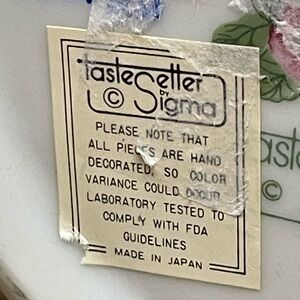 tasteSetter
by
© Sigma
PLEASE NOTE THAT
ALL PIECES ARE HAND
DECORATED, SO COLOR
VARIANCE COULD OCCUR
LABORATORY TESTED TO
COMPLY WITH FDA
GUIDELINES
MADE IN JAPAN
©